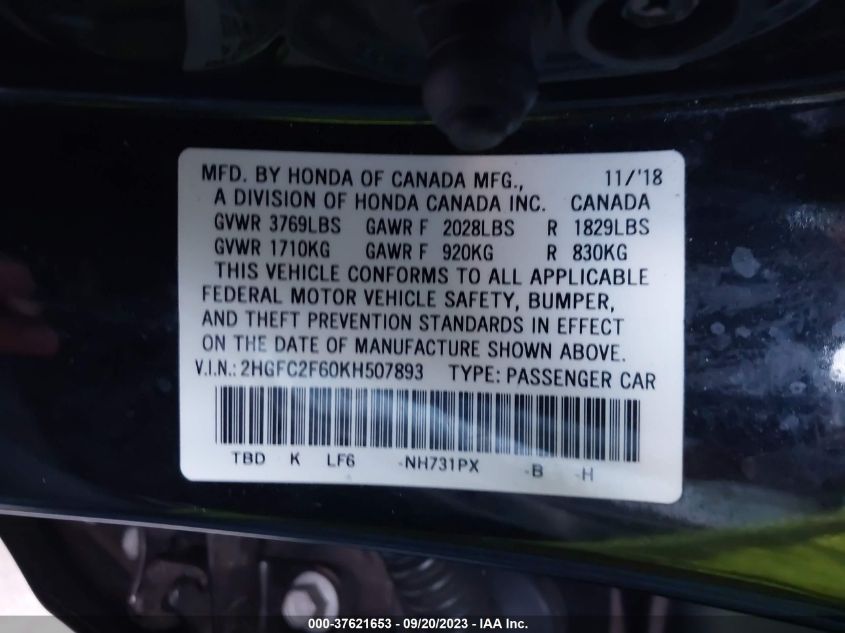 MFD. BY HONDA OF CANADA MFG., 11/'18
A DIVISION OF HONDA CANADA INC. CANADA
GVWR 3769LBS GAWR F 2028LBS R 1829LBS
GVWR 1710KG GAWR F 920KG R 830KG
THIS VEHICLE CONFORMS TO ALL APPLICABLE
FEDERAL MOTOR VEHICLE SAFETY, BUMPER,
AND THEFT PREVENTION STANDARDS IN EFFECT
ON THE DATE OF MANUFACTURE SHOWN ABOVE.
V.I.N.: 2HGFC2F60KH507893 TYPE: PASSENGER CAR
TBD K LF6 -NH731PX -B -H
000-37621653 / 09/20/2023 / IAA Inc.